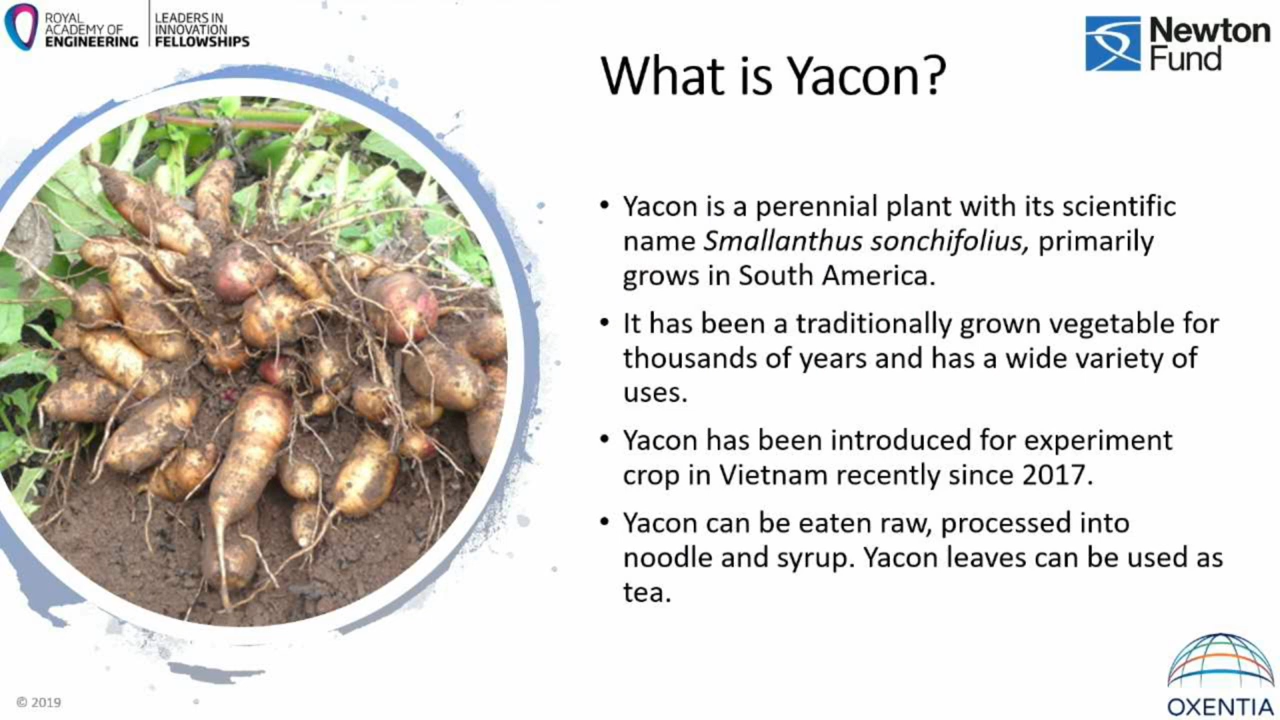 ROYAL
ACADEMY OF
ENGINEERING
LEADERS IN
INNOVATION
FELLOWSHIPS
Newton
Fund
What is Yacon?
• Yacon is a perennial plant with its scientific
name Smallanthus sonchifolius, primarily
grows in South America.
• It has been a traditionally grown vegetable for
thousands of years and has a wide variety of
uses.
• Yacon has been introduced for experiment
crop in Vietnam recently since 2017.
• Yacon can be eaten raw, processed into
noodle and syrup. Yacon leaves can be used as
tea.
© 2019
OXENTIA